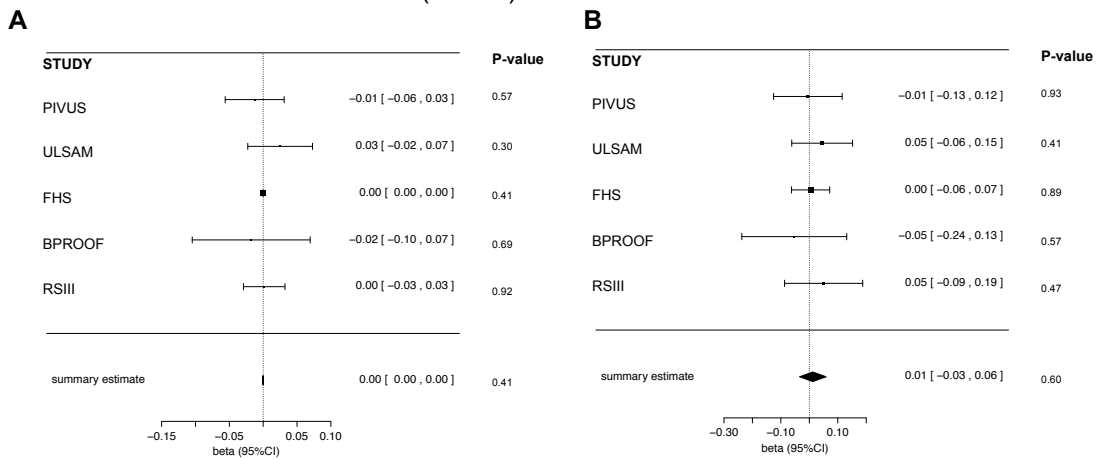 A
STUDY P-value
PIVUS −0.01 [ −0.06 , 0.03 ] 0.57
ULSAM 0.03 [ −0.02 , 0.07 ] 0.30
FHS 0.00 [ 0.00 , 0.00 ] 0.41
BPROOF −0.02 [ −0.10 , 0.07 ] 0.69
RSIII 0.00 [ −0.03 , 0.03 ] 0.92
summary estimate 0.00 [ 0.00 , 0.00 ] 0.41
−0.15 −0.05 0.05 0.10
beta (95%CI)
B
STUDY P-value
PIVUS −0.01 [ −0.13 , 0.12 ] 0.93
ULSAM 0.05 [ −0.06 , 0.15 ] 0.41
FHS 0.00 [ −0.06 , 0.07 ] 0.89
BPROOF −0.05 [ −0.24 , 0.13 ] 0.57
RSIII 0.05 [ −0.09 , 0.19 ] 0.47
summary estimate 0.01 [ −0.03 , 0.06 ] 0.60
−0.30 −0.10 0.10
beta (95%CI)